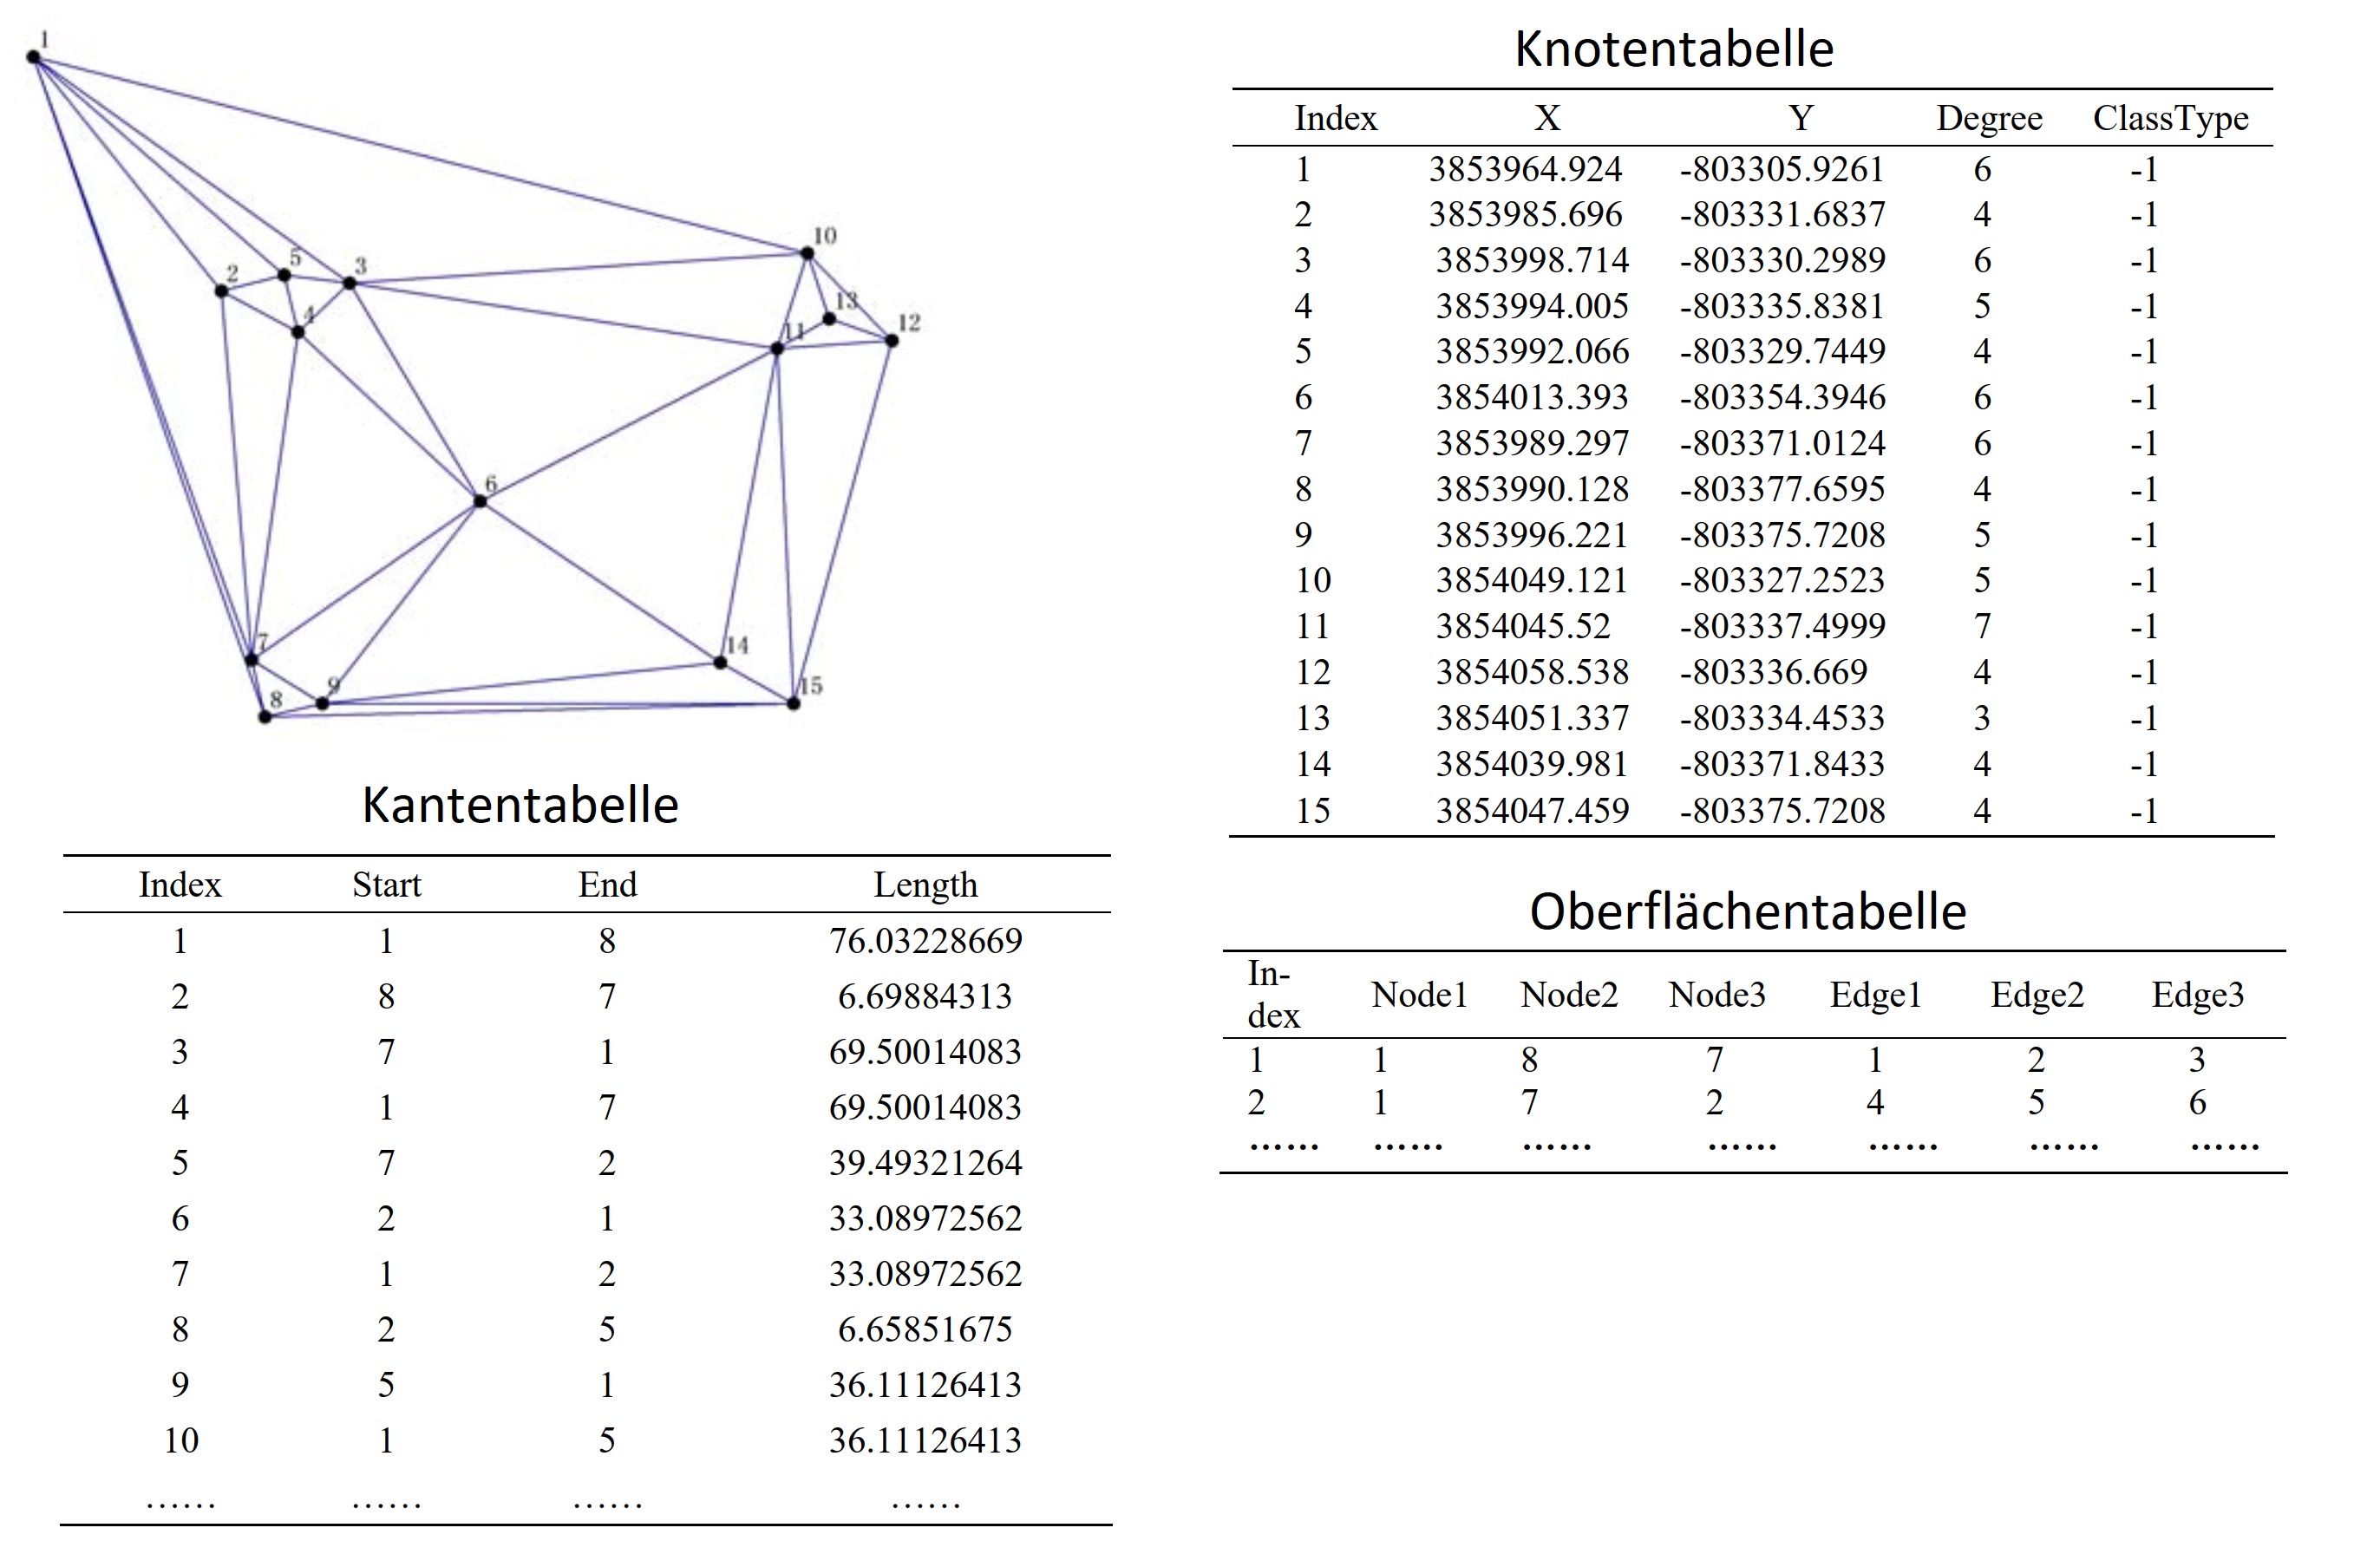 1
10
5
3
2
13
12
4
11
6
7
14
9
15
8
Kantentabelle
Index Start End Length
1 1 8 76.03228669
2 8 7 6.69884313
3 7 1 69.50014083
4 1 7 69.50014083
5 7 2 39.49321264
6 2 1 33.08972562
7 1 2 33.08972562
8 2 5 6.65851675
9 5 1 36.11126413
10 1 5 36.11126413
…… …… …… ……
Knotentabelle
Index X Y Degree ClassType
1 3853964.924 -803305.9261 6 -1
2 3853985.696 -803331.6837 4 -1
3 3853998.714 -803330.2989 6 -1
4 3853994.005 -803335.8381 5 -1
5 3853992.066 -803329.7449 4 -1
6 3854013.393 -803354.3946 6 -1
7 3853989.297 -803371.0124 6 -1
8 3853990.128 -803377.6595 4 -1
9 3853996.221 -803375.7208 5 -1
10 3854049.121 -803327.2523 5 -1
11 3854045.52 -803337.4999 7 -1
12 3854058.538 -803336.669 4 -1
13 3854051.337 -803334.4533 3 -1
14 3854039.981 -803371.8433 4 -1
15 3854047.459 -803375.7208 4 -1
Oberflächentabelle
In-
dex Node1 Node2 Node3 Edge1 Edge2 Edge3
1 1 8 7 1 2 3
2 1 7 2 4 5 6
…… …… …… …… …… …… ……